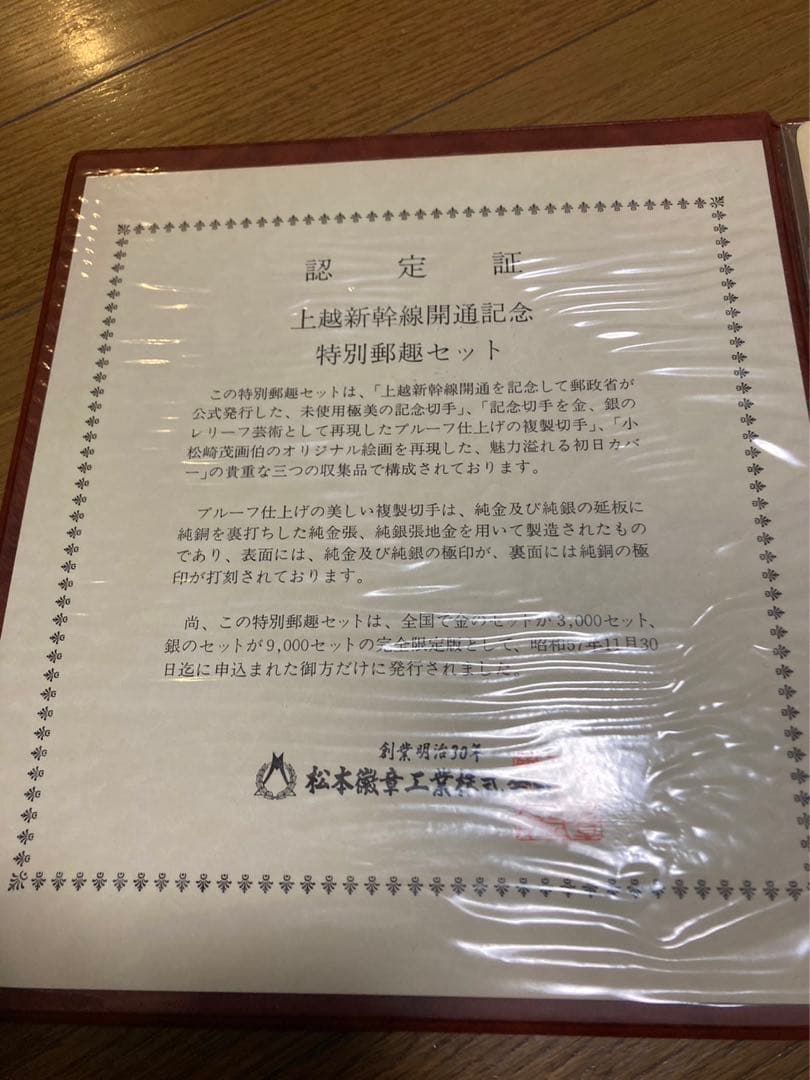 認定証
上越新幹線開通記念
特別郵趣セット
この特別郵趣セットは、「上越新幹線開通を記念して郵政省が
公式発行した、未使用極美の記念切手」、「記念切手を金、銀の
レリーフ芸術として再現したプルーフ仕上げの複製切手」、「小
松崎茂画伯のオリジナル絵画を再現した、魅力溢れる初日カバ
ー」の貴重な三つの収集品で構成されております。
プルーフ仕上げの美しい複製切手は、純金及び純銀の延板に
純銅を裏打ちした純金張、純銀張地金を用いて製造されたもの
であり、表面には、純金及び純銀の極印が、裏面には純銅の極
印が打刻されております。
尚、この特別郵趣セットは、全国で金のセットが3,000セット、
銀のセットが9,000セットの完全限定版として、昭和57年11月30
日迄に申込まれた御方だけに発行されました。
創業明治30年
松本徽章工業株式